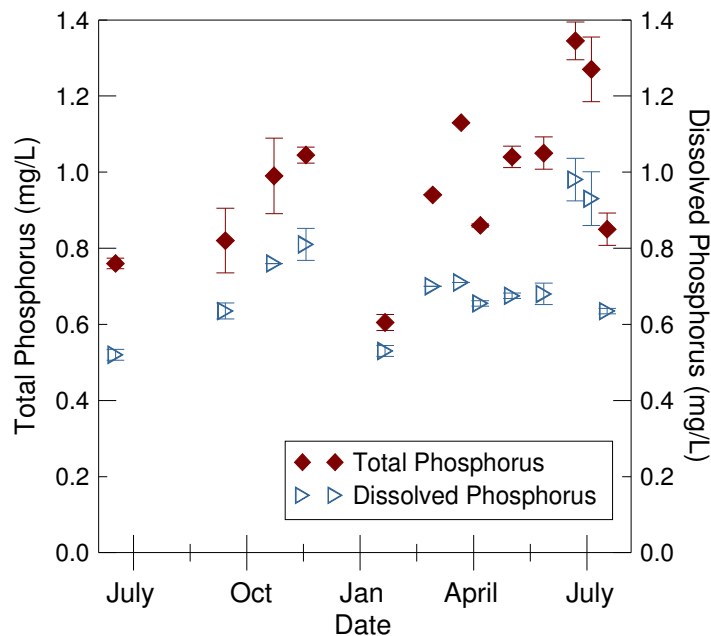 Total Phosphorus (mg/L)
1.4
1.2
1.0
0.8
0.6
0.4
0.2
0.0
Total Phosphorus
Dissolved Phosphorus
1.4
1.2
1.0
0.8
0.6
0.4
0.2
0.0
Dissolved Phosphorus (mg/L)
July Oct Jan April July
Date